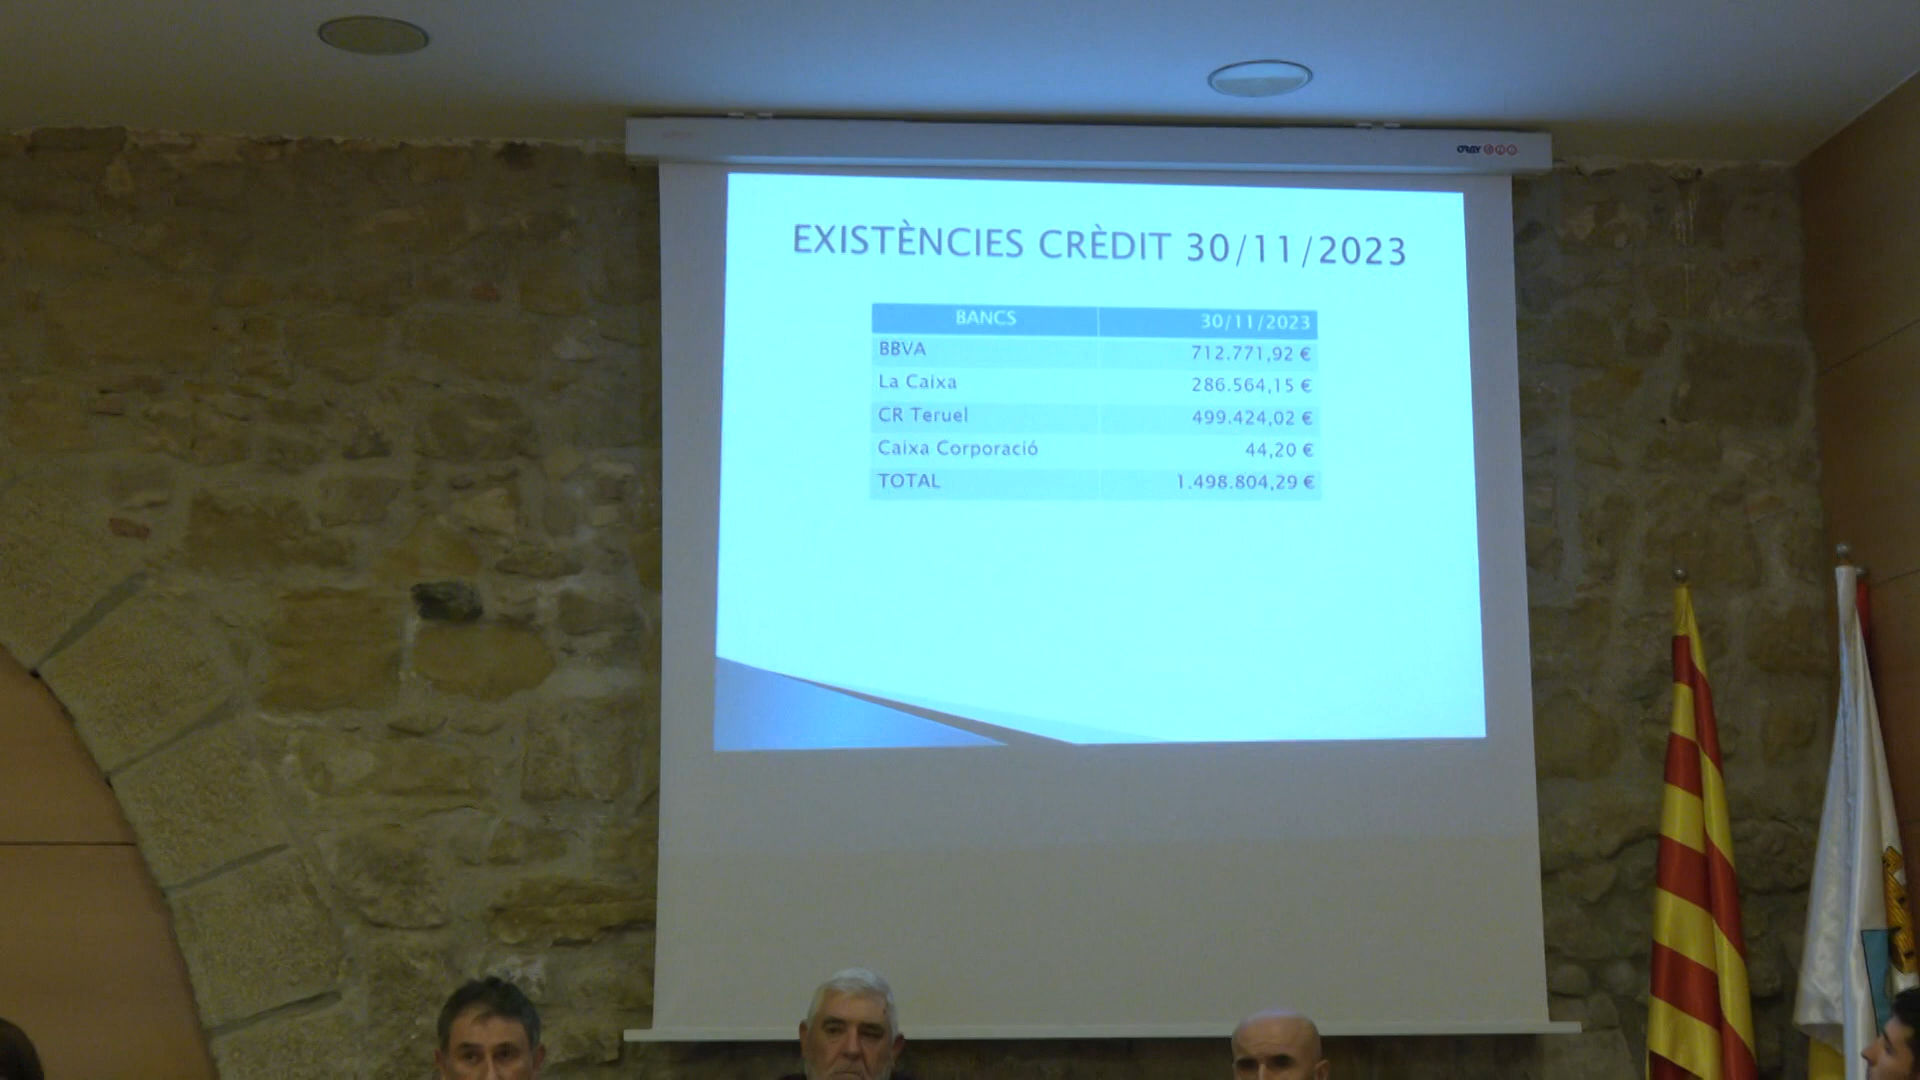 EXISTÈNCIES CRÈDIT 30/11/2023
BANCS 30/11/2023
BBVA 712.771,92 €
La Caixa 286.564,15 €
CR Teruel 499.424,02 €
Caixa Corporació 44,20 €
TOTAL 1.498.804,29 €